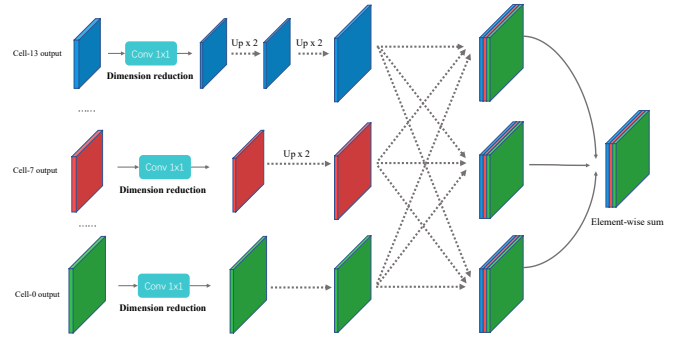 Cell-13 output
Conv 1x1
Dimension reduction
Up x 2
Up x 2
......
Cell-7 output
Conv 1x1
Dimension reduction
Up x 2
......
Element-wise sum
Cell-0 output
Conv 1x1
Dimension reduction